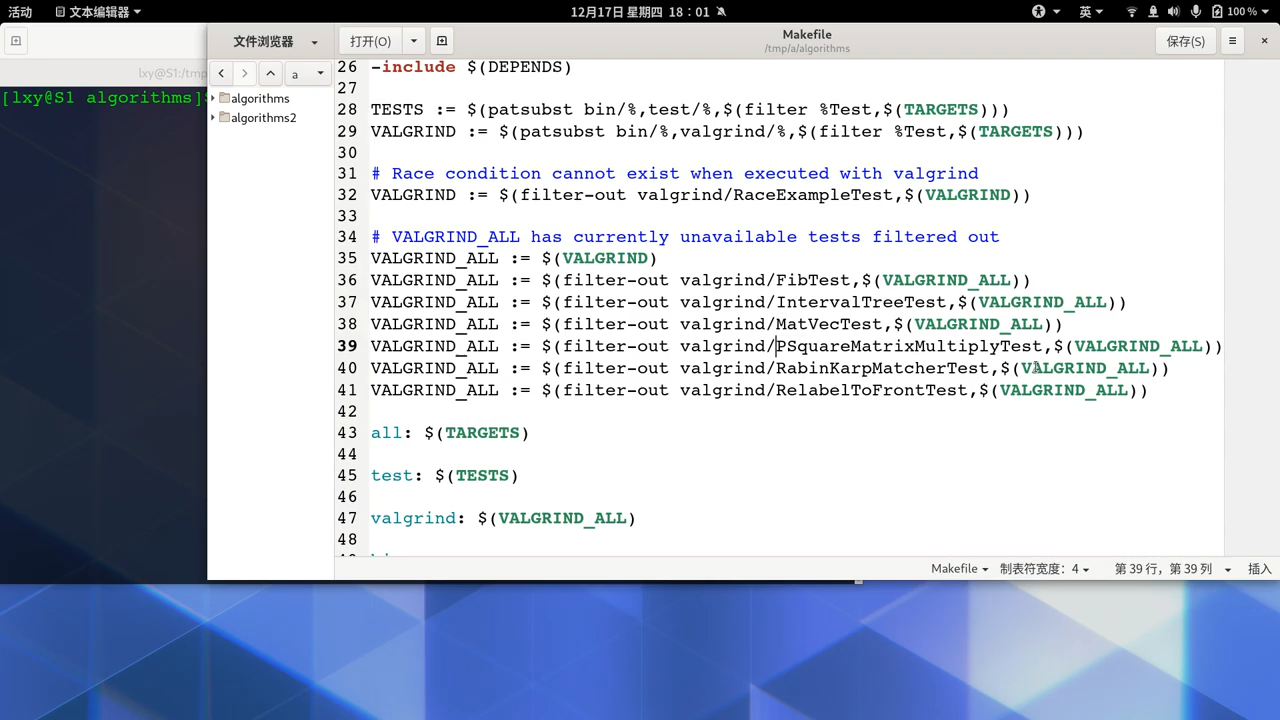 活动 文本编辑器 12月17日 星期四 18：01 英 100 %
文件浏览器 打开(O) Makefile 保存(S)
/tmp/a/algorithms
lxy@S1:/tmp
a
[lxy@S1 algorithms]$
algorithms
algorithms2
26 -include $(DEPENDS)
27
28 TESTS := $(patsubst bin/%,test/%,$(filter %Test,$(TARGETS)))
29 VALGRIND := $(patsubst bin/%,valgrind/%,$(filter %Test,$(TARGETS)))
30
31 # Race condition cannot exist when executed with valgrind
32 VALGRIND := $(filter-out valgrind/RaceExampleTest,$(VALGRIND))
33
34 # VALGRIND_ALL has currently unavailable tests filtered out
35 VALGRIND_ALL := $(VALGRIND)
36 VALGRIND_ALL := $(filter-out valgrind/FibTest,$(VALGRIND_ALL))
37 VALGRIND_ALL := $(filter-out valgrind/IntervalTreeTest,$(VALGRIND_ALL))
38 VALGRIND_ALL := $(filter-out valgrind/MatVecTest,$(VALGRIND_ALL))
39 VALGRIND_ALL := $(filter-out valgrind/PSquareMatrixMultiplyTest,$(VALGRIND_ALL))
40 VALGRIND_ALL := $(filter-out valgrind/RabinKarpMatcherTest,$(VALGRIND_ALL))
41 VALGRIND_ALL := $(filter-out valgrind/RelabelToFrontTest,$(VALGRIND_ALL))
42
43 all: $(TARGETS)
44
45 test: $(TESTS)
46
47 valgrind: $(VALGRIND_ALL)
48
Makefile 制表符宽度：4 第 39 行，第 39 列 插入